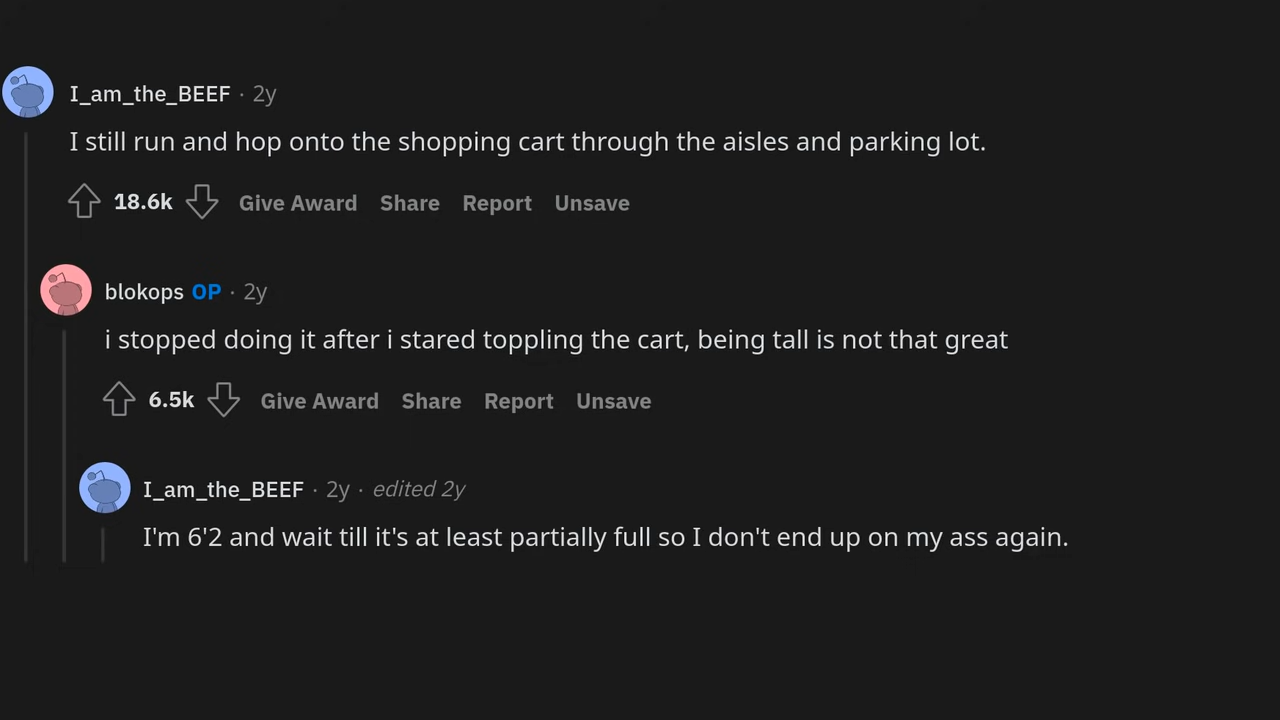 I_am_the_BEEF · 2y
I still run and hop onto the shopping cart through the aisles and parking lot.
18.6k Give Award Share Report Unsave
blokops OP · 2y
i stopped doing it after i stared toppling the cart, being tall is not that great
6.5k Give Award Share Report Unsave
I_am_the_BEEF · 2y · edited 2y
I'm 6'2 and wait till it's at least partially full so I don't end up on my ass again.